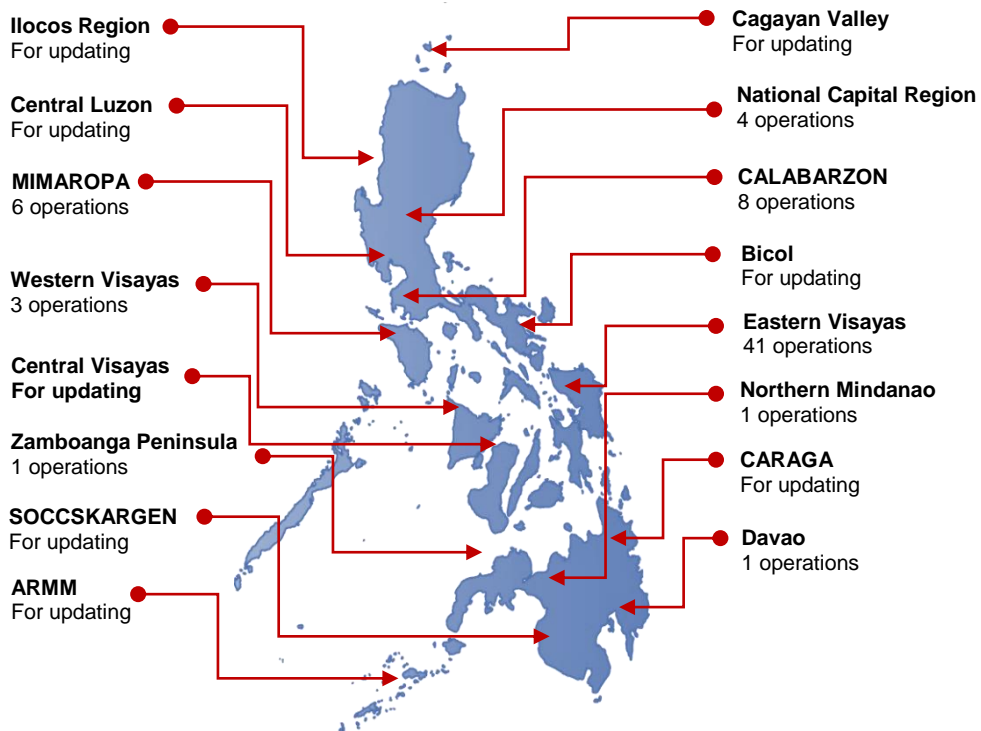 Ilocos Region
For updating
Central Luzon
For updating
MIMAROPA
6 operations
Western Visayas
3 operations
Central Visayas
For updating
Zamboanga Peninsula
1 operations
SOCCSKARGEN
For updating
ARMM
For updating
Cagayan Valley
For updating
National Capital Region
4 operations
CALABARZON
8 operations
Bicol
For updating
Eastern Visayas
41 operations
Northern Mindanao
1 operations
CARAGA
For updating
Davao
1 operations